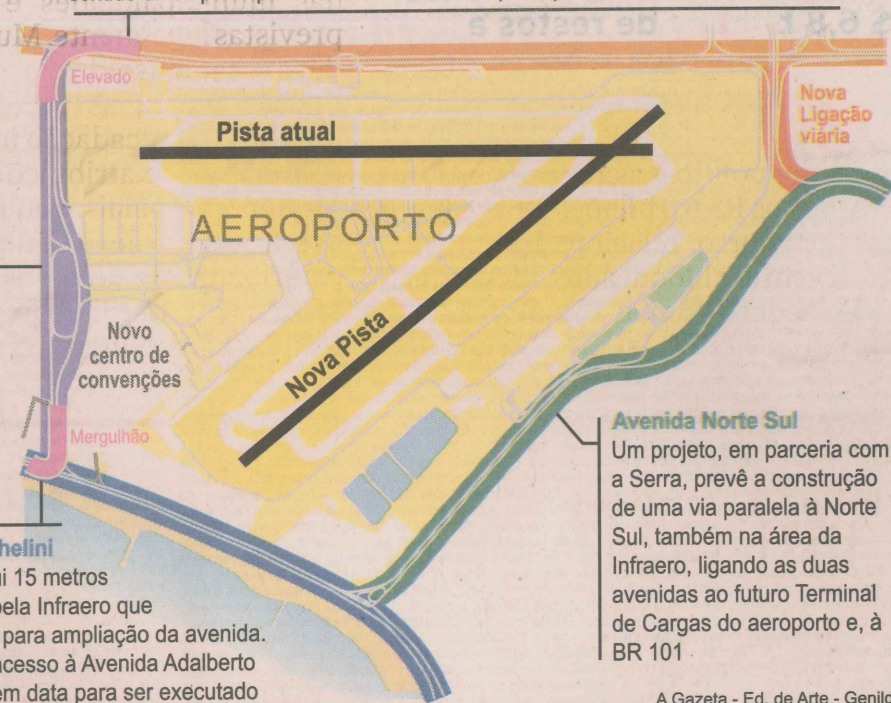 previstas
Elevado
Nova
Ligação
viária
Pista atual
AEROPORTO
Novo
centro de
convenções
Nova Pista
Mergulhão
Avenida Norte Sul
Um projeto, em parceria com
a Serra, prevê a construção
de uma via paralela à Norte
Sul, também na área da
Infraero, ligando as duas
avenidas ao futuro Terminal
de Cargas do aeroporto e, à
BR 101
helini
ui 15 metros
pela Infraero que
para ampliação da avenida.
acesso à Avenida Adalberto
em data para ser executado
A Gazeta - Ed. de Arte - Genildo